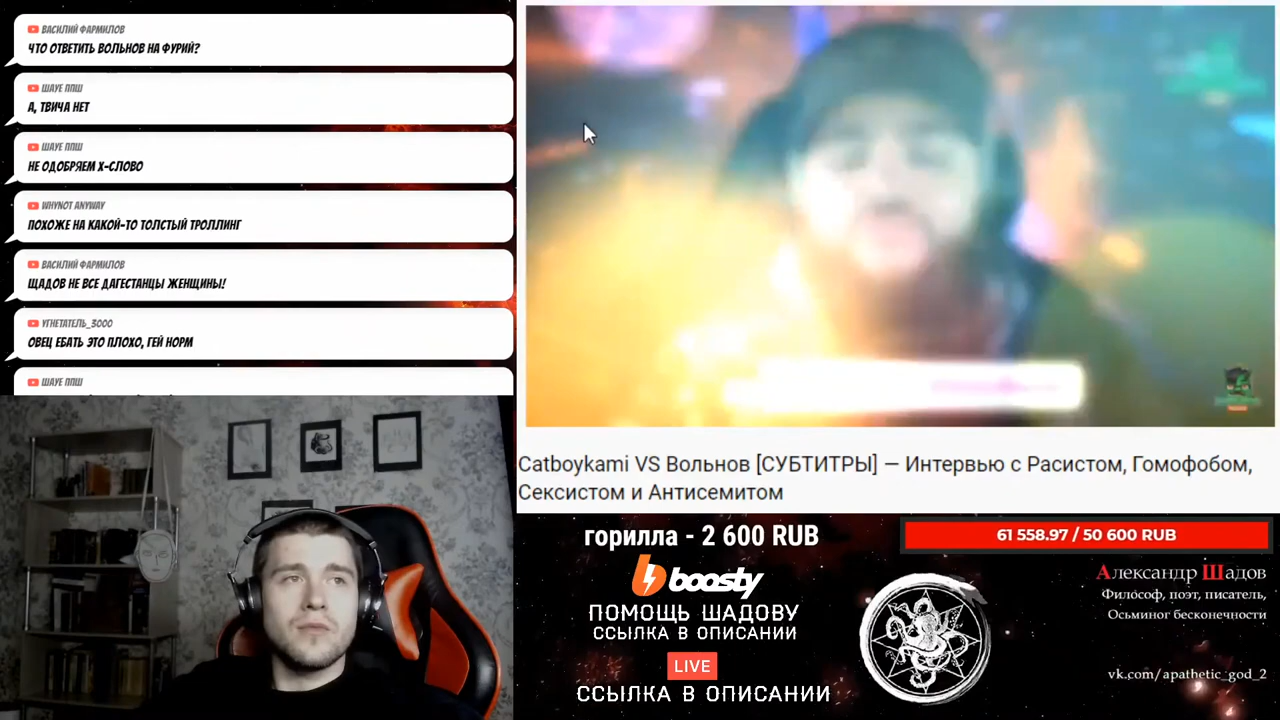 ВАСИЛИЙ ФАРМИЛОВ
ЧТО ОТВЕТИТЬ ВОЛЬНОВ НА ФУРИЙ?
ШАУЕ ППШ
А, ТВИЧА НЕТ
ШАУЕ ППШ
НЕ ОДОБРЯЕМ Х-СЛОВО
WHYNOT ANYWAY
ПОХОЖЕ НА КАКОЙ-ТО ТОЛСТЫЙ ТРОЛЛИНГ
ВАСИЛИЙ ФАРМИЛОВ
ЩАДОВ НЕ ВСЕ ДАГЕСТАНЦЫ ЖЕНЩИНЫ!
УГНЕТАТЕЛЬ_3000
ОВЕЦ ЕБАТЬ ЭТО ПЛОХО, ГЕЙ НОРМ
ШАУЕ ППШ
Catboykami VS Вольнов [СУБТИТРЫ] — Интервью с Расистом, Гомофобом,
Сексистом и Антисемитом
горилла - 2 600 RUB
boosty
ПОМОЩЬ ШАДОВУ
ССЫЛКА В ОПИСАНИИ
LIVE
ССЫЛКА В ОПИСАНИИ
61 558.97 / 50 600 RUB
Александр Шадов
Философ, поэт, писатель,
Осьминог бесконечности
vk.com/apathetic_god_2